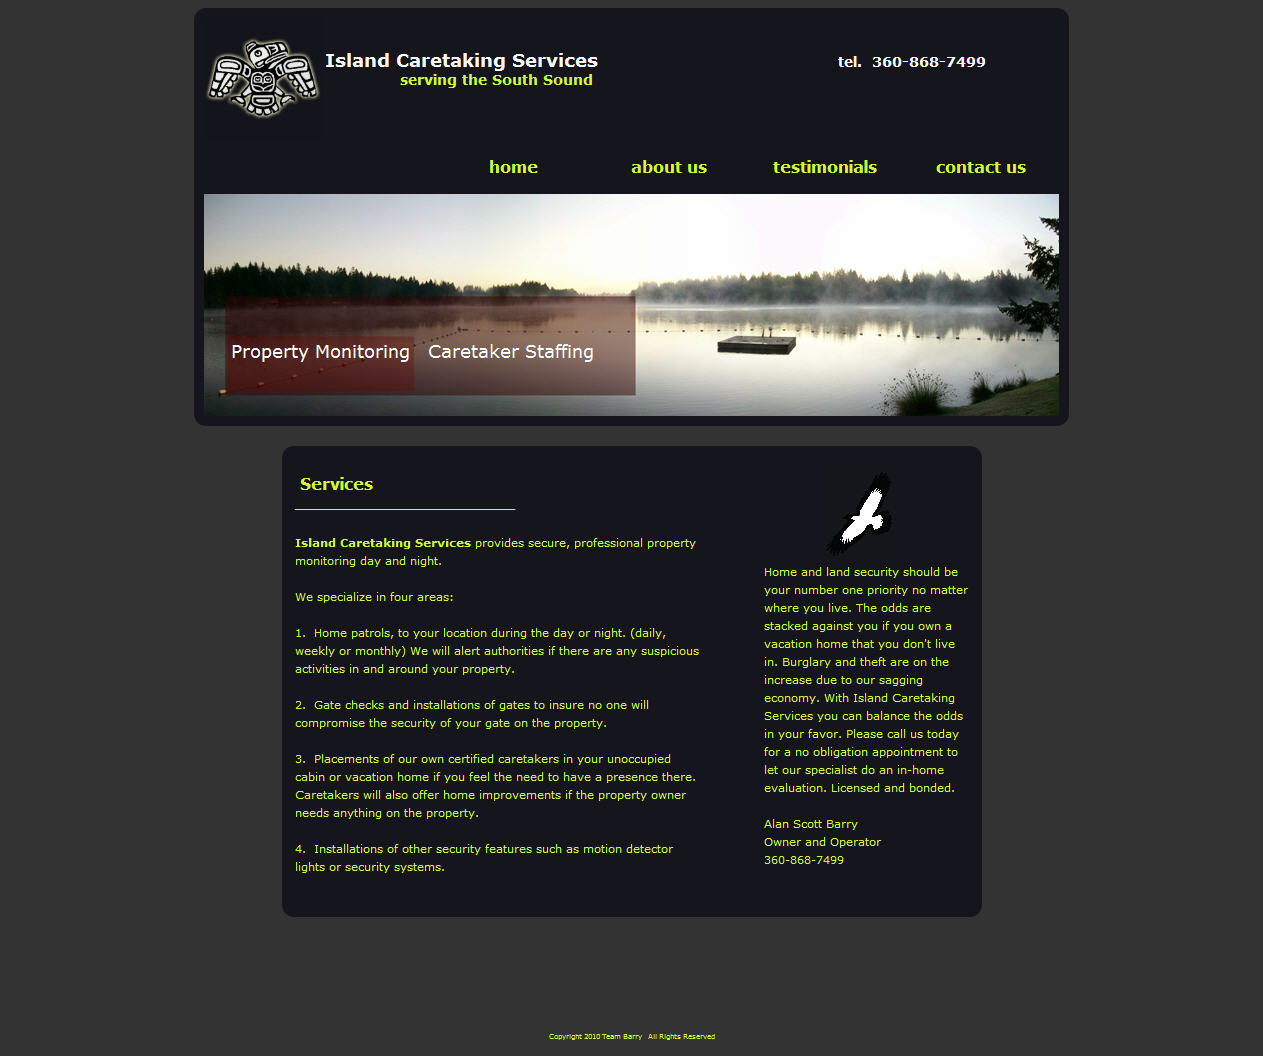 Island Caretaking Services
serving the South Sound
tel.  360-868-7499
home
about us
testimonials
contact us
Property Monitoring
Caretaker Staffing
Services
Island Caretaking Services provides secure, professional property
monitoring day and night.
We specialize in four areas:
1.  Home patrols, to your location during the day or night. (daily,
weekly or monthly) We will alert authorities if there are any suspicious
activities in and around your property.
2.  Gate checks and installations of gates to insure no one will
compromise the security of your gate on the property.
3.  Placements of our own certified caretakers in your unoccupied
cabin or vacation home if you feel the need to have a presence there.
Caretakers will also offer home improvements if the property owner
needs anything on the property.
4.  Installations of other security features such as motion detector
lights or security systems.
Home and land security should be
your number one priority no matter
where you live. The odds are
stacked against you if you own a
vacation home that you don't live
in. Burglary and theft are on the
increase due to our sagging
economy. With Island Caretaking
Services you can balance the odds
in your favor. Please call us today
for a no obligation appointment to
let our specialist do an in-home
evaluation. Licensed and bonded.
Alan Scott Barry
Owner and Operator
360-868-7499
Copyright 2010 Team Barry   All Rights Reserved